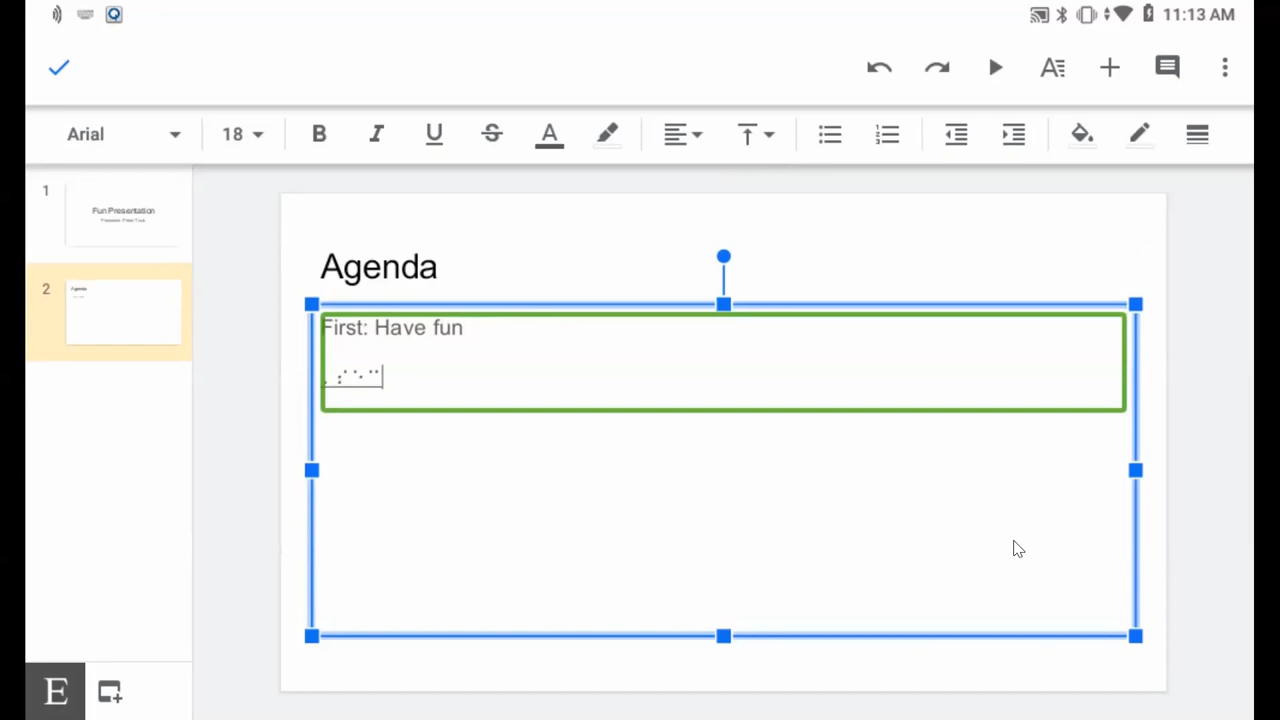 11:13 AM
Arial
18
B
I
U
S
A
1
Fun Presentation
2
Agenda
Agenda
First: Have fun
⠠⠎⠑⠉
E